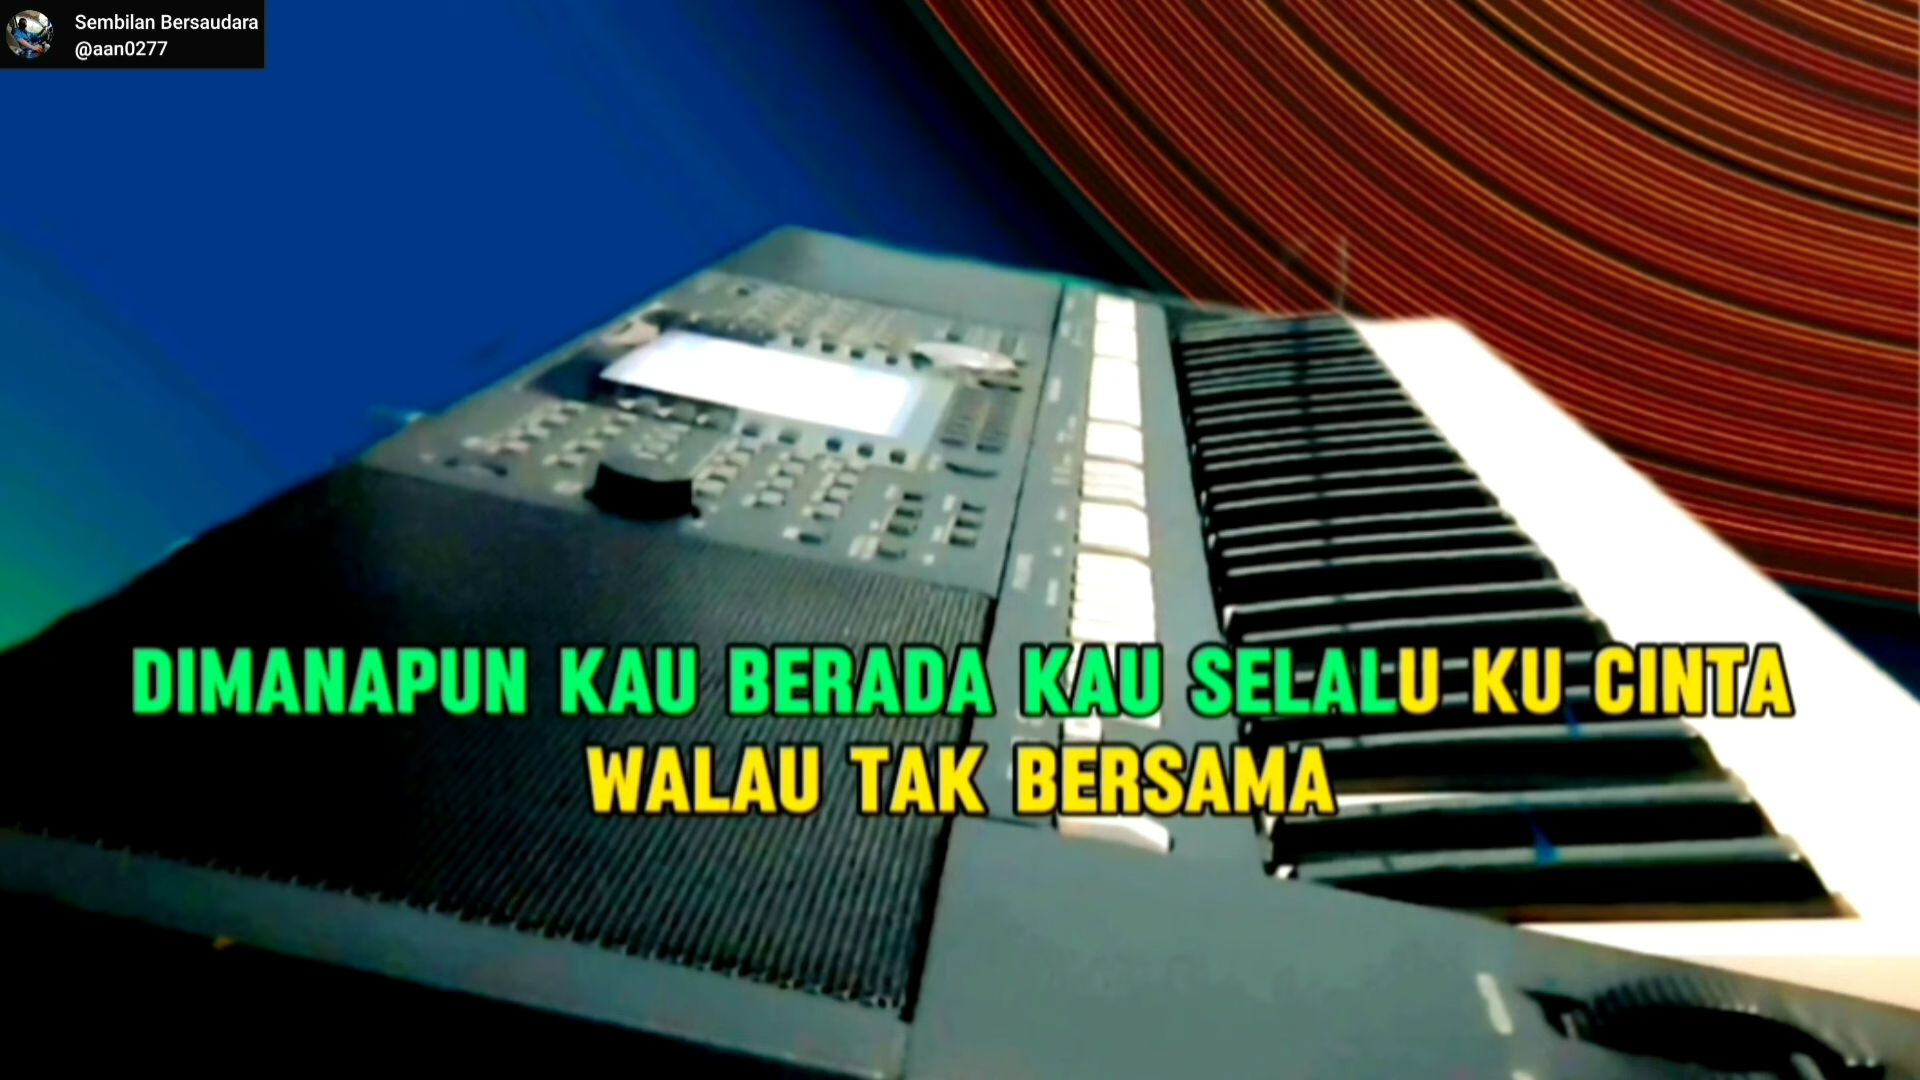 Sembilan Bersaudara
@aan0277
DIMANAPUN KAU BERADA KAU SELALU KU CINTA
WALAU TAK BERSAMA